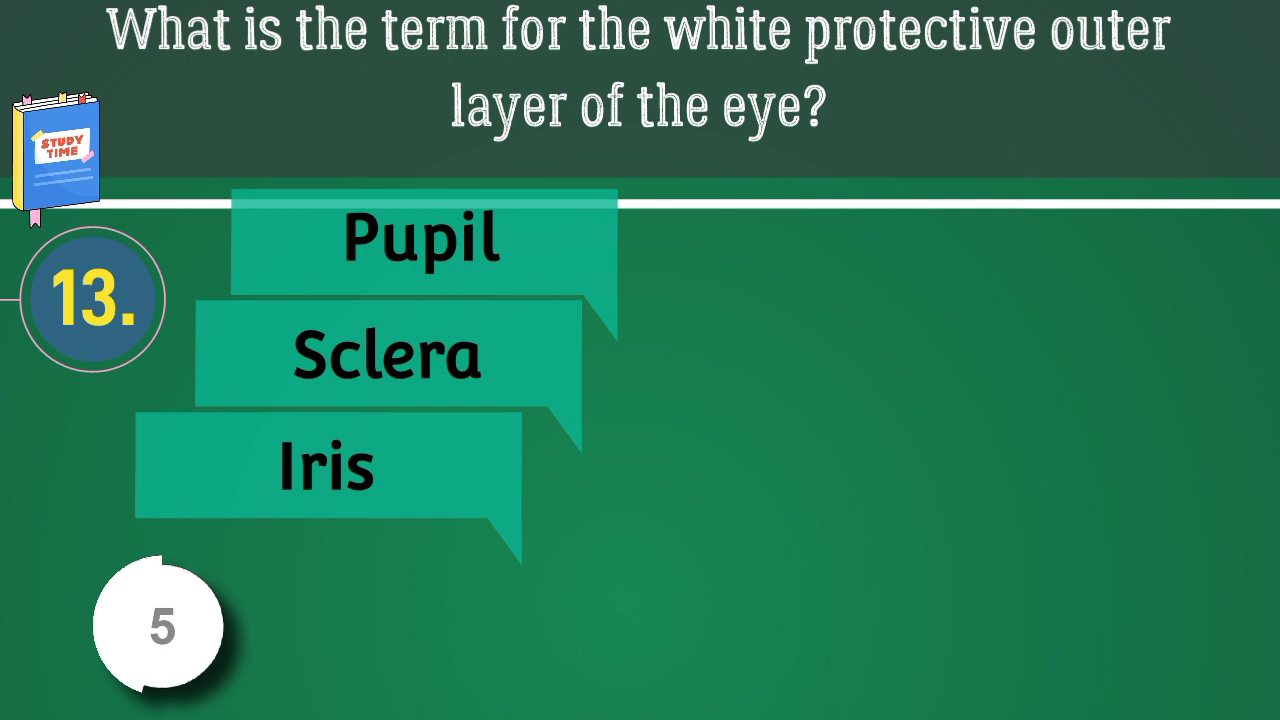 What is the term for the white protective outer
layer of the eye?
STUDY
TIME
Pupil
13.
Sclera
Iris
5